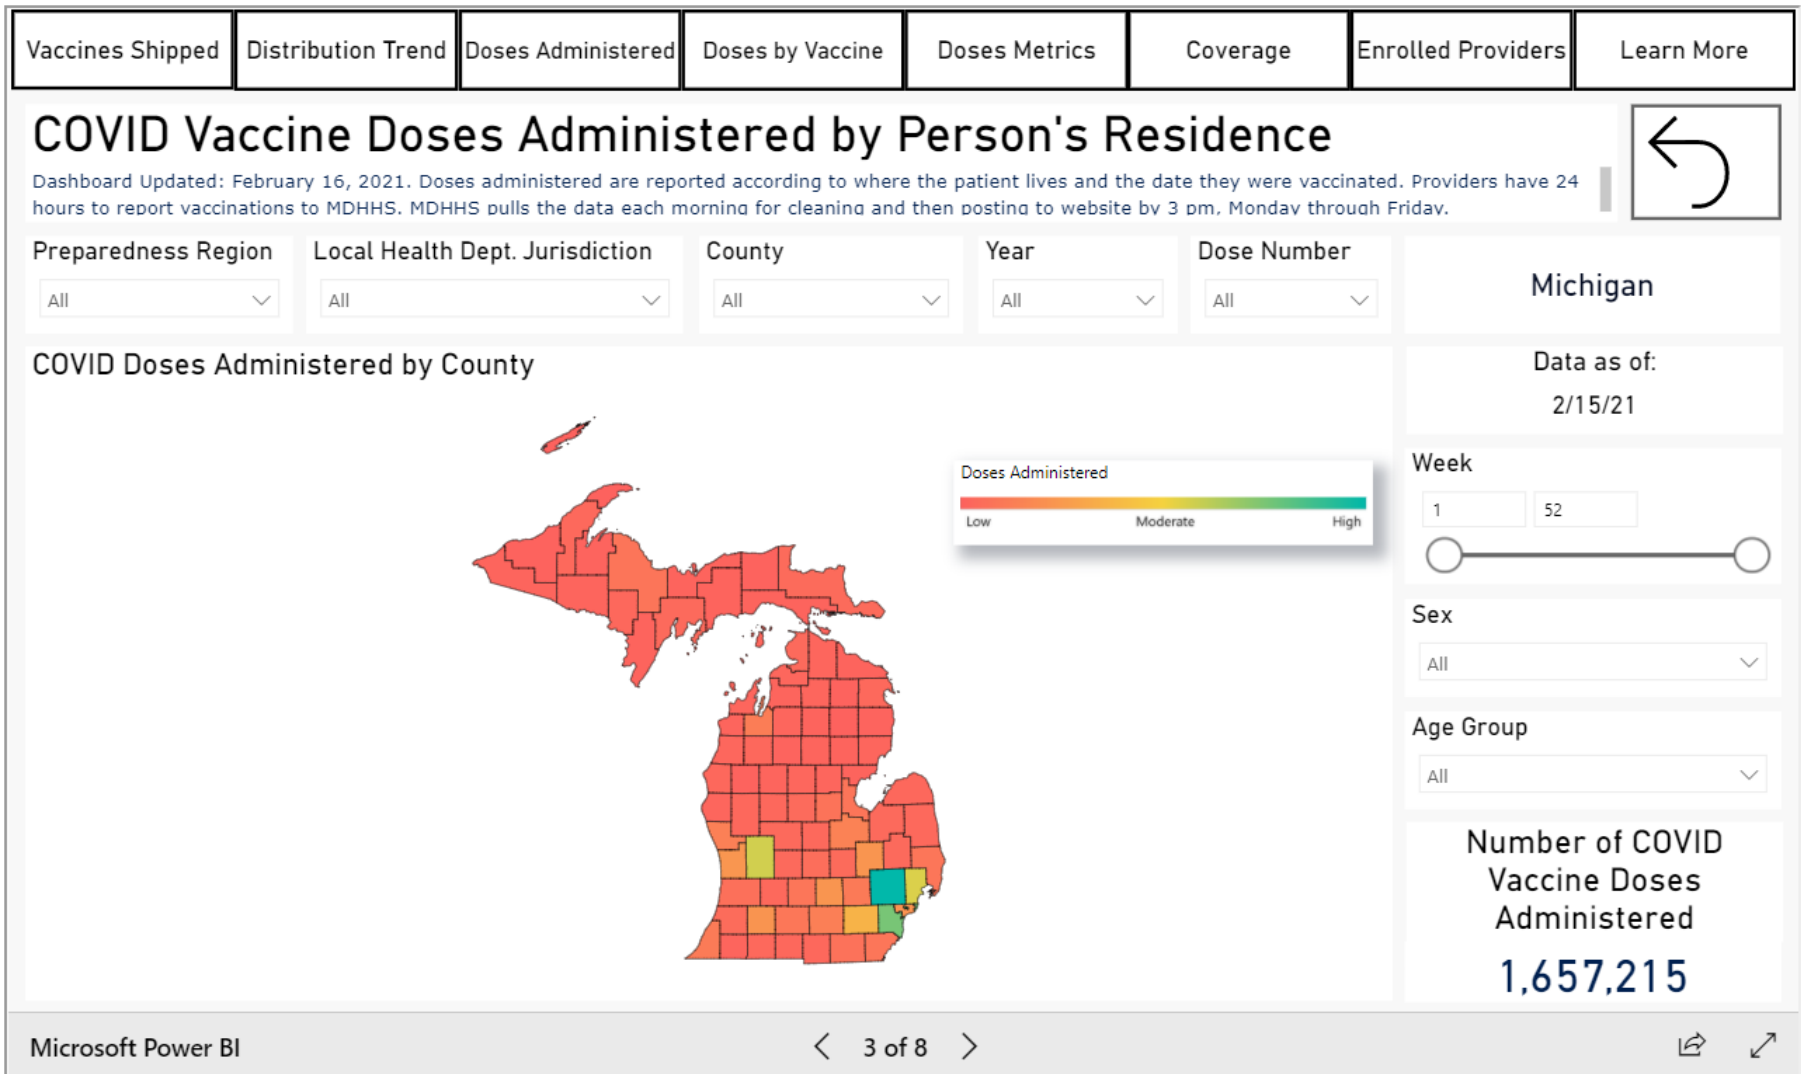 Vaccines Shipped
Distribution Trend
Doses Administered
Doses by Vaccine
Doses Metrics
Coverage
Enrolled Providers
Learn More
COVID Vaccine Doses Administered by Person's Residence
Dashboard Updated: February 16, 2021. Doses administered are reported according to where the patient lives and the date they were vaccinated. Providers have 24
hours to report vaccinations to MDHHS. MDHHS pulls the data each morning for cleaning and then posting to website by 3 pm, Monday through Friday.
Preparedness Region
All
Local Health Dept. Jurisdiction
All
County
All
Year
All
Dose Number
All
Michigan
COVID Doses Administered by County
Doses Administered
Low
Moderate
High
Data as of:
2/15/21
Week
1
52
Sex
All
Age Group
All
Number of COVID
Vaccine Doses
Administered
1,657,215
Microsoft Power BI
3 of 8